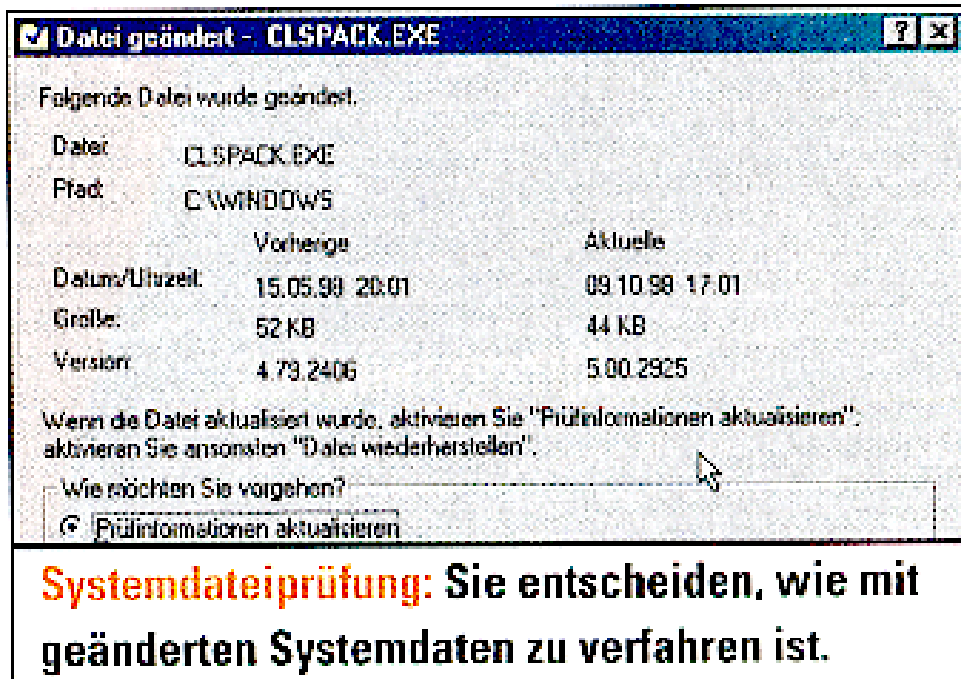 Datei geändert - CLSPACK.EXE
Folgende Datei wurde geändert.
Datei: CLSPACK.EXE
Pfad: C:\WINDOWS
Vorherige Aktuelle
Datum/Uhrzeit: 15.05.98 20:01 09.10.98 17:01
Größe: 52 KB 44 KB
Version: 4.79.2406 5.00.2925
Wenn die Datei aktualisiert wurde, aktivieren Sie "Prüfinformationen aktualisieren";
aktivieren Sie ansonsten "Datei wiederherstellen".
Wie möchten Sie vorgehen?
Prüfinformationen aktualisieren
Systemdateiprüfung: Sie entscheiden, wie mit
geänderten Systemdaten zu verfahren ist.